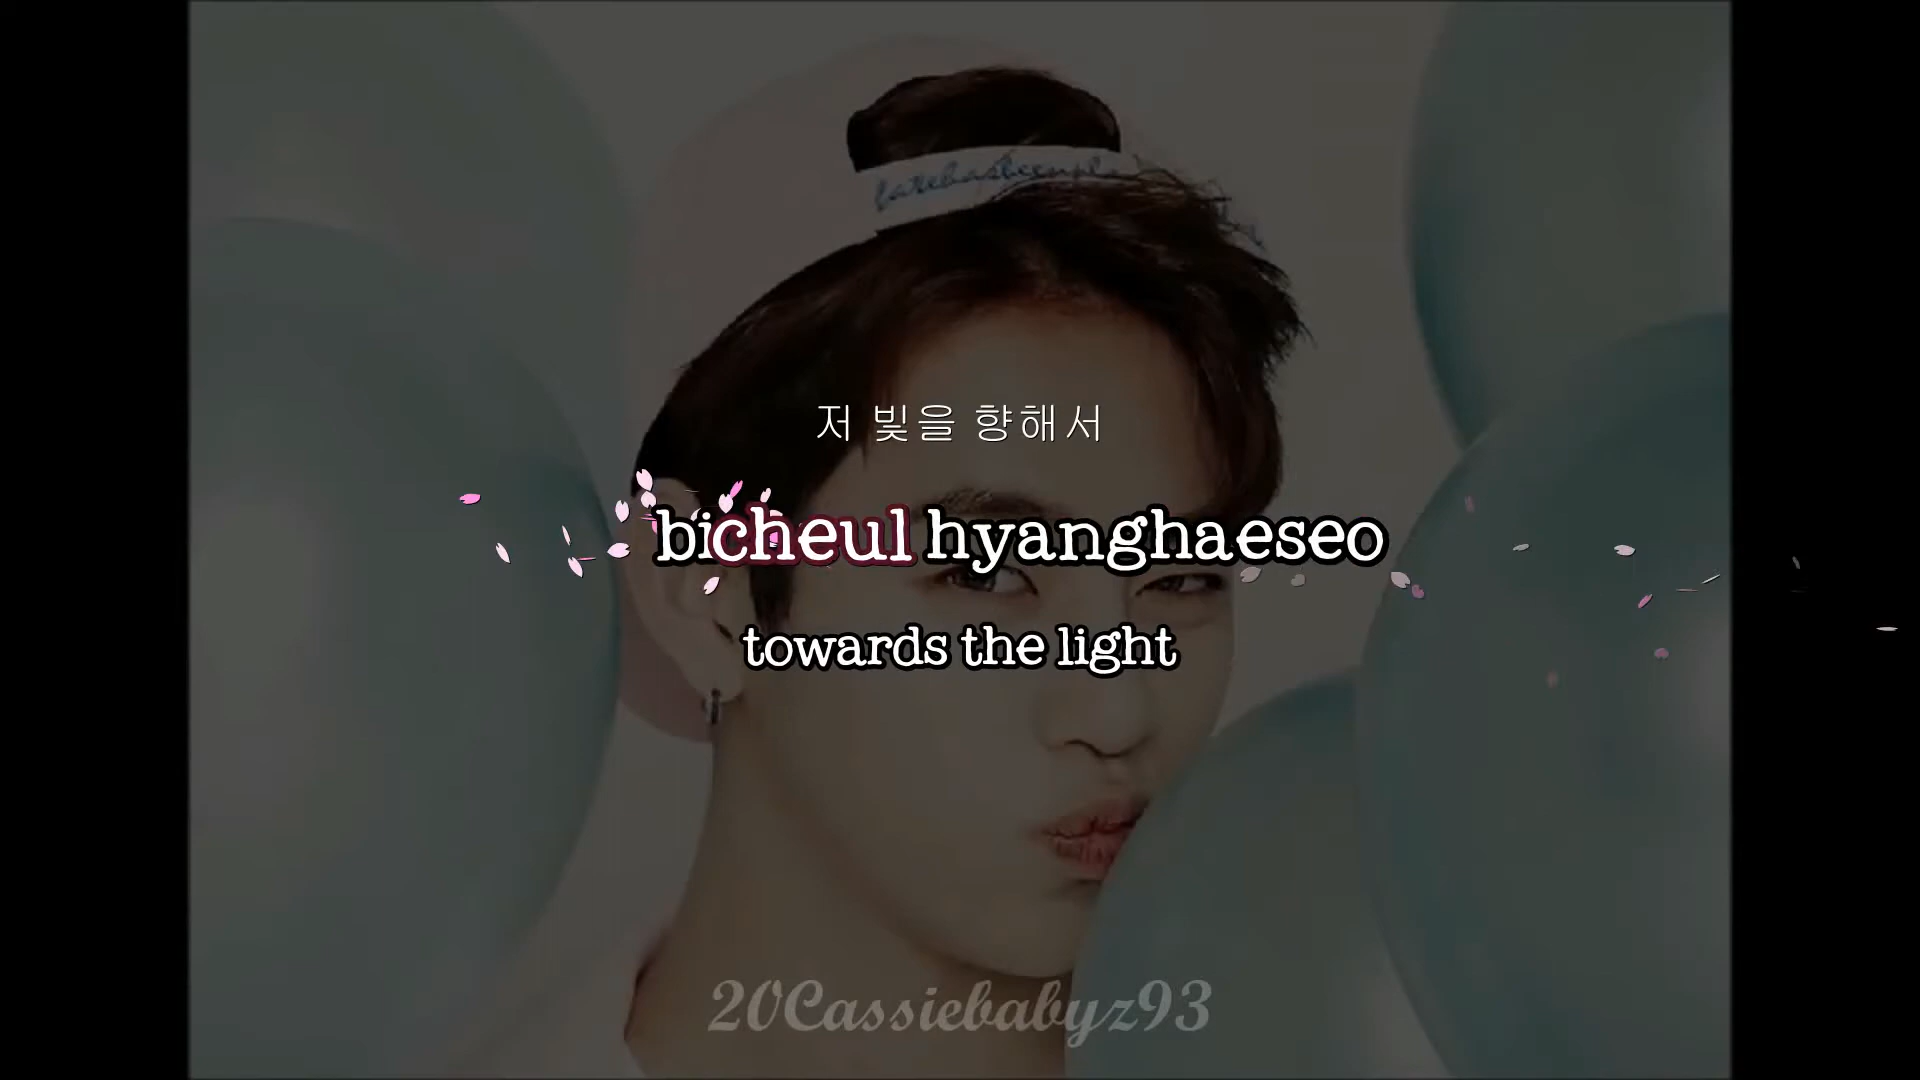 저 빛을 향해서
bicheul hyanghaeseo
towards the light
20Cassiebabyz93